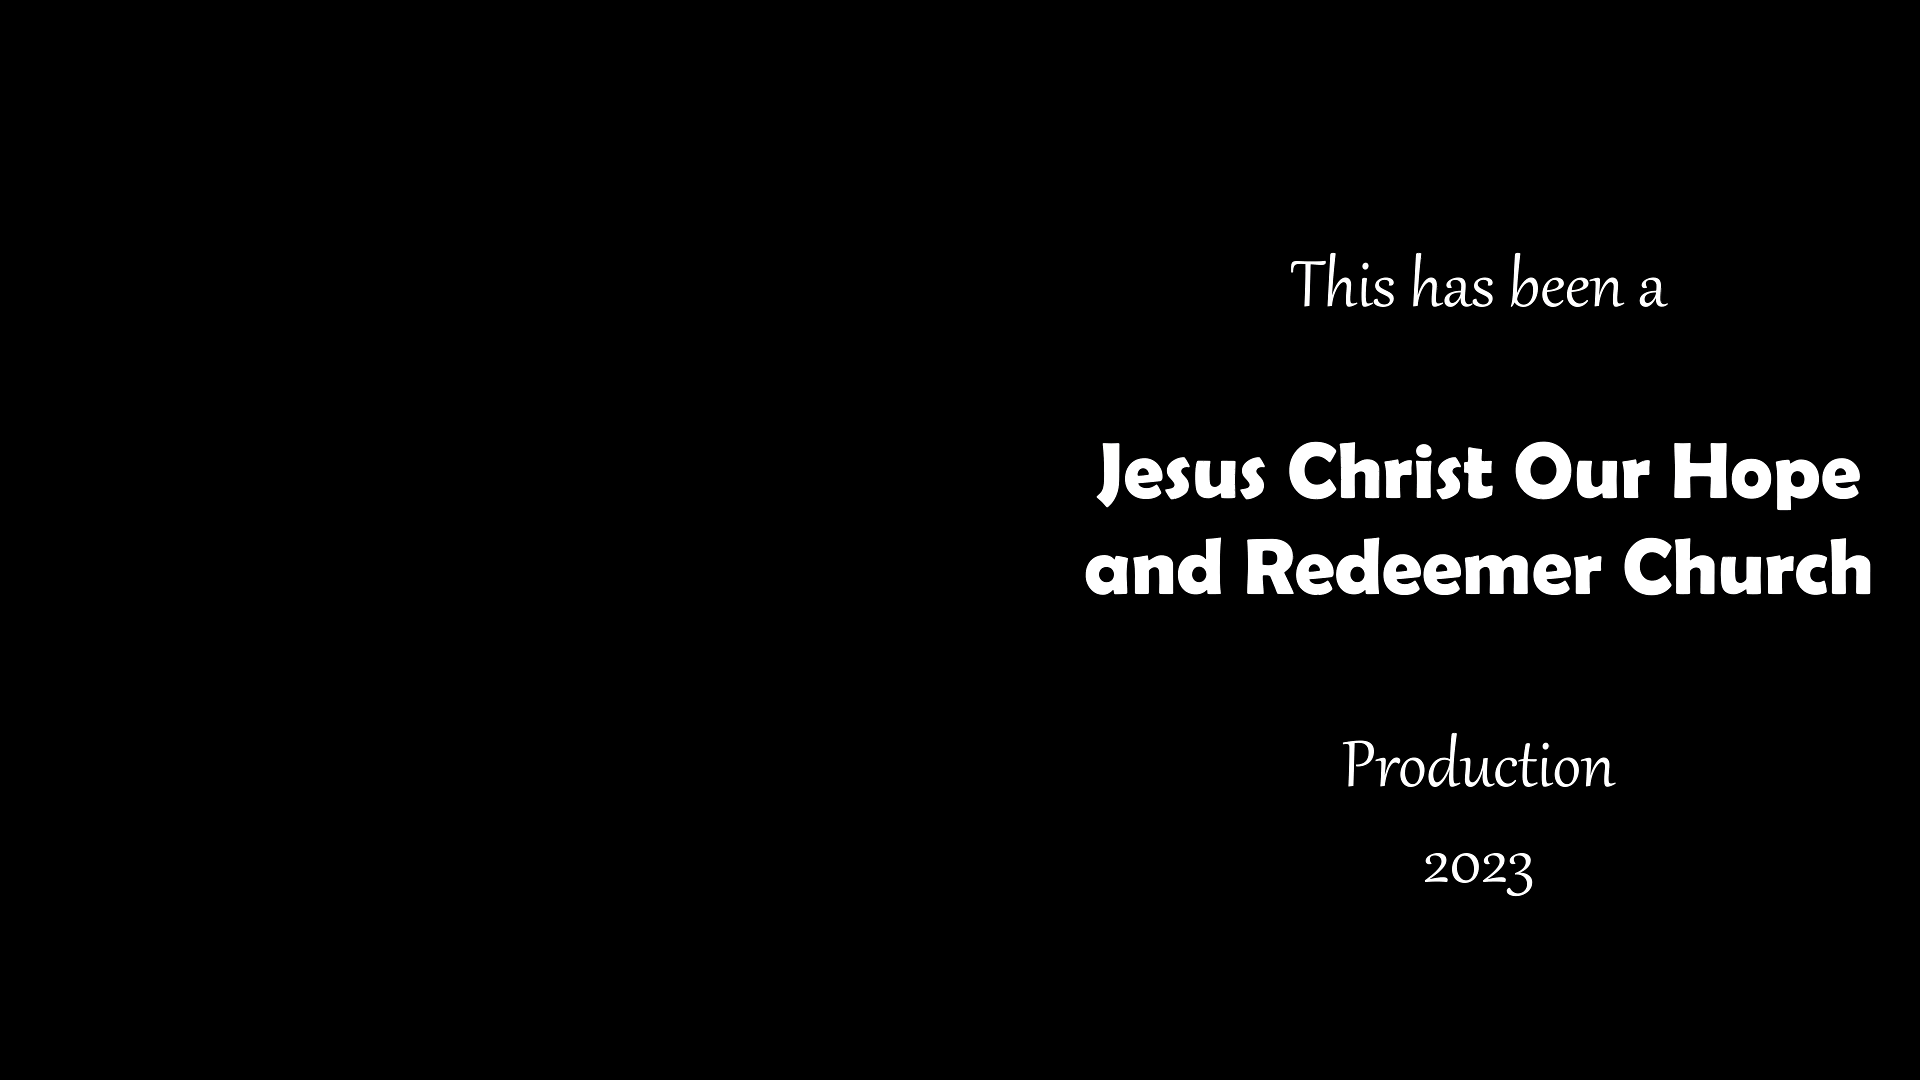 This has been a
Jesus Christ Our Hope
and Redeemer Church
Production
2023